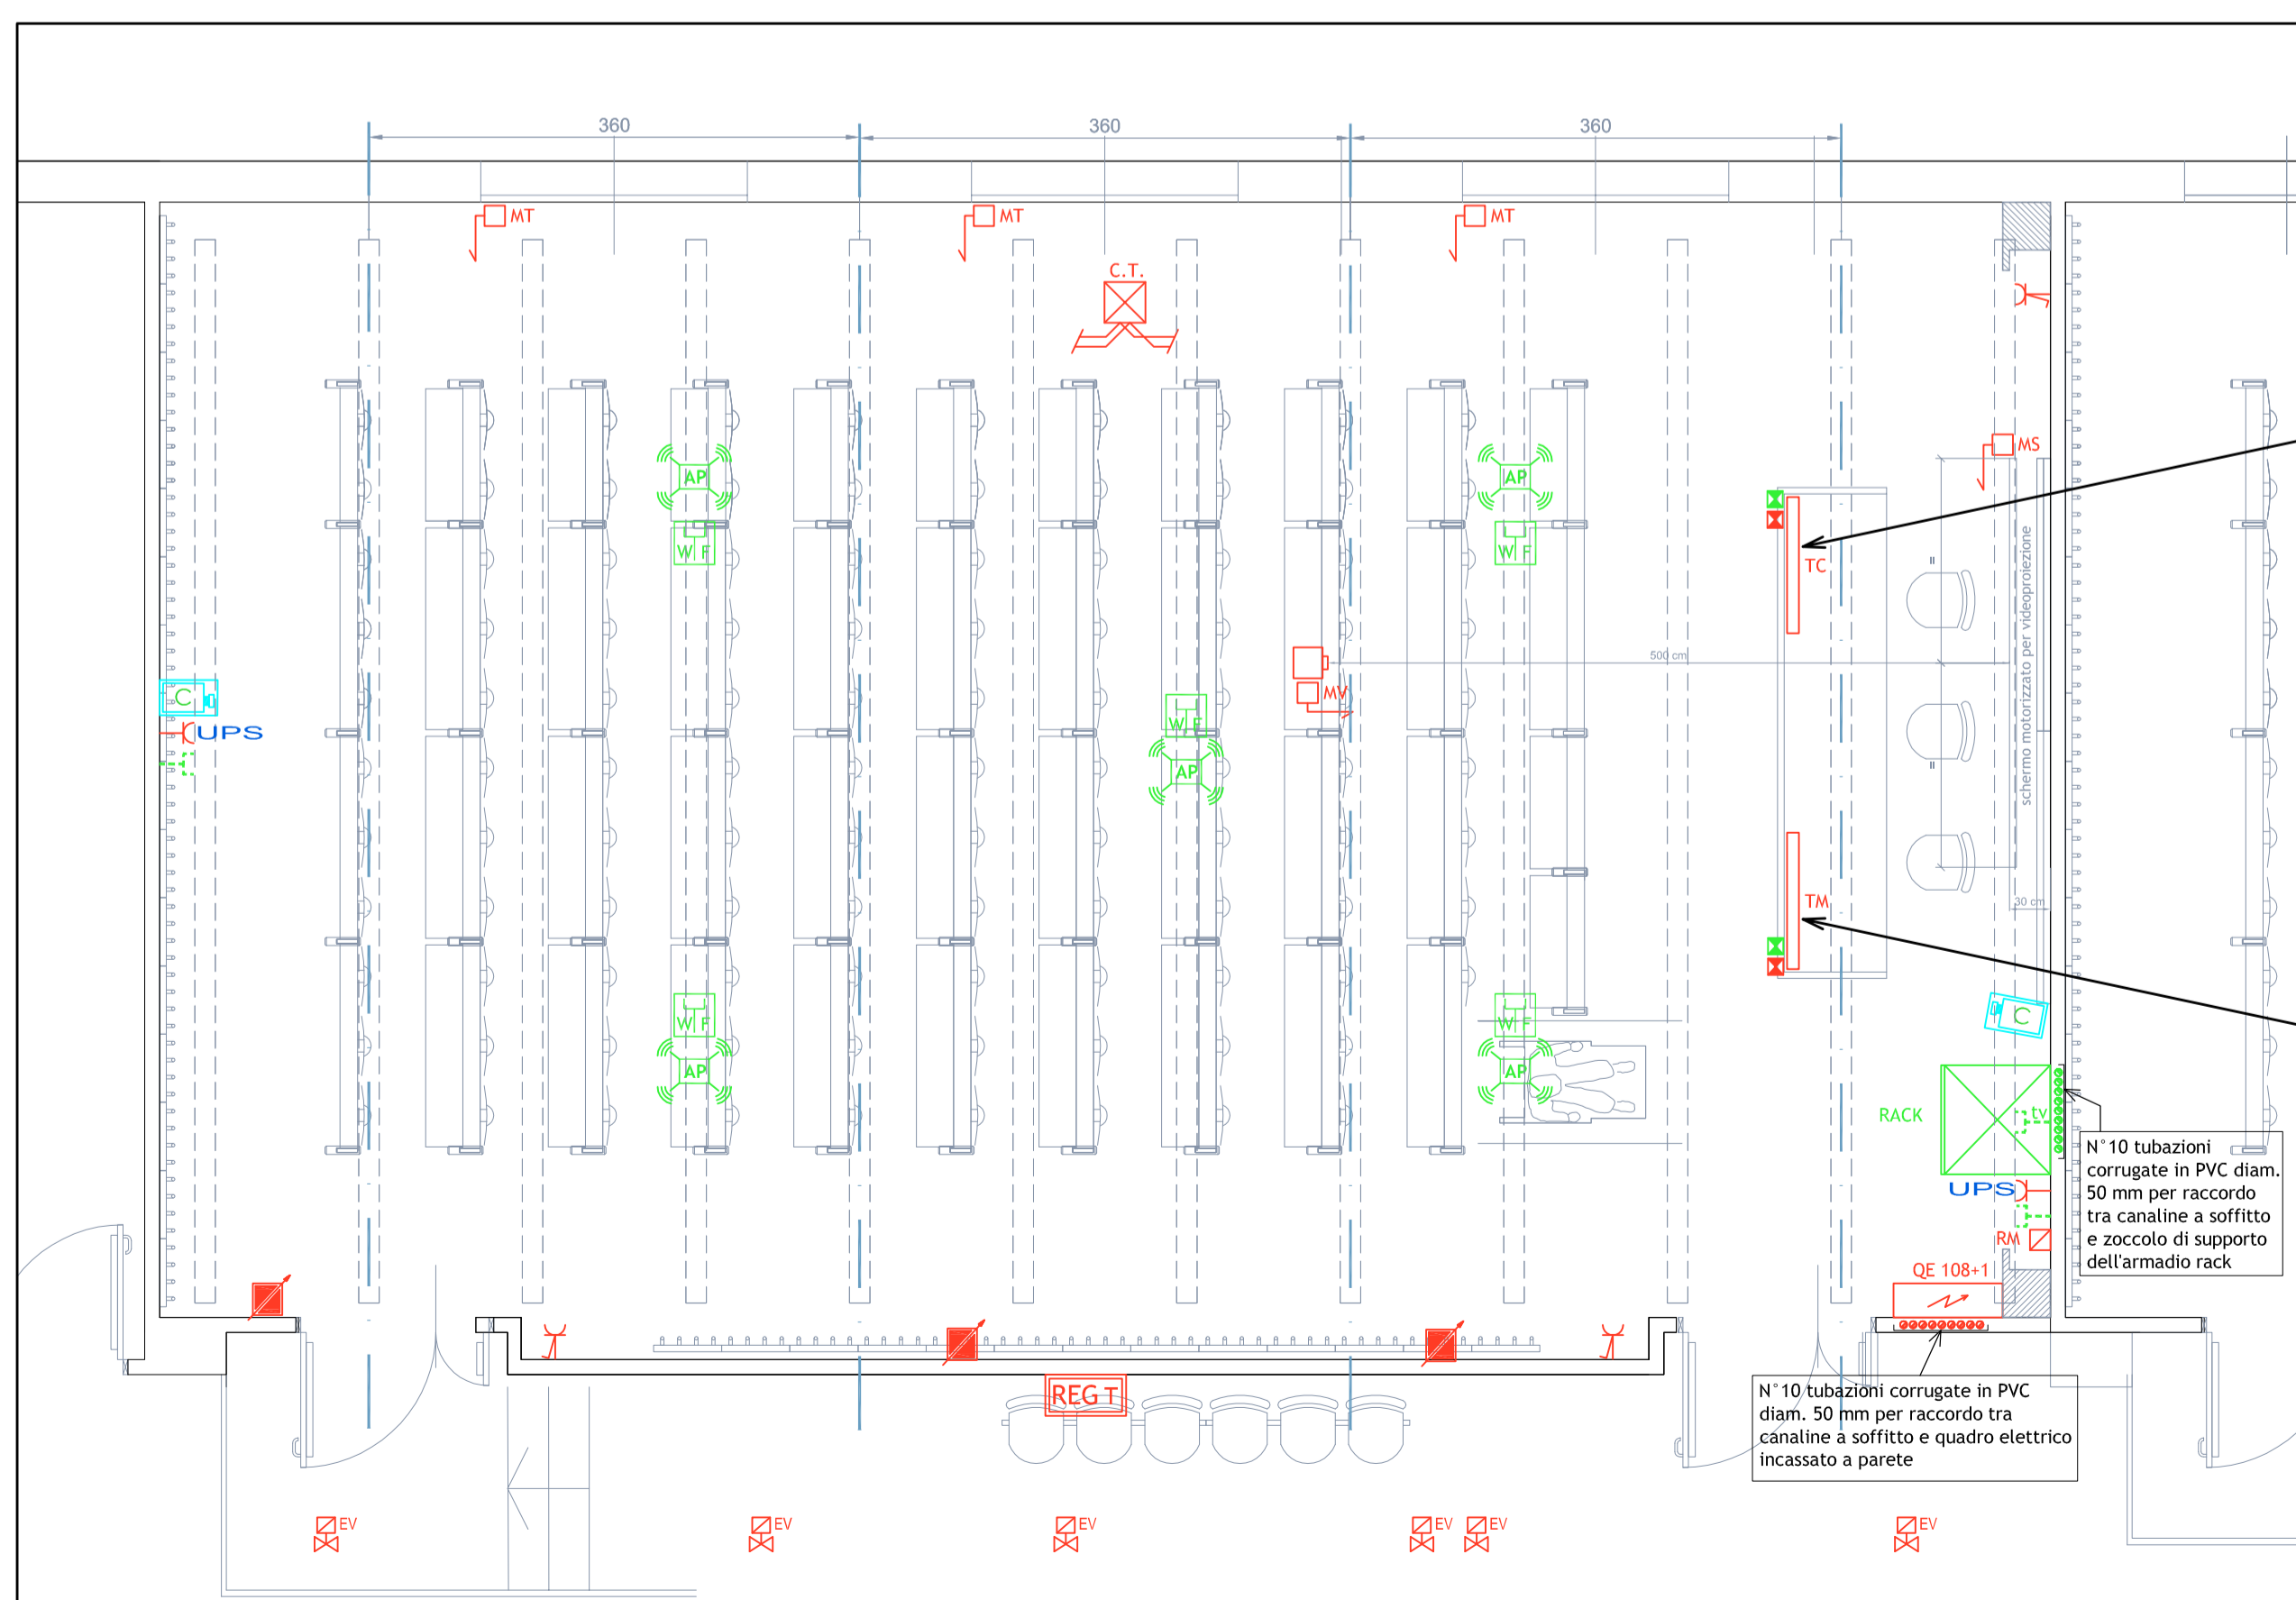 360
360
360
MT
MT
MT
C.T.
MS
AP
AP
W F
W F
TC
schermo motorizzato per videoproiezione
=
500 cm
C
MV
W F
UPS
=
AP
TM
30 cm
W F
W F
C
AP
AP
RACK
tv
N°10 tubazioni
corrugate in PVC diam.
50 mm per raccordo
tra canaline a soffitto
e zoccolo di supporto
dell'armadio rack
UPS
RM
QE 108+1
REG T
N°10 tubazioni corrugate in PVC
diam. 50 mm per raccordo tra
canaline a soffitto e quadro elettrico
incassato a parete
EV
EV
EV
EV
EV
EV